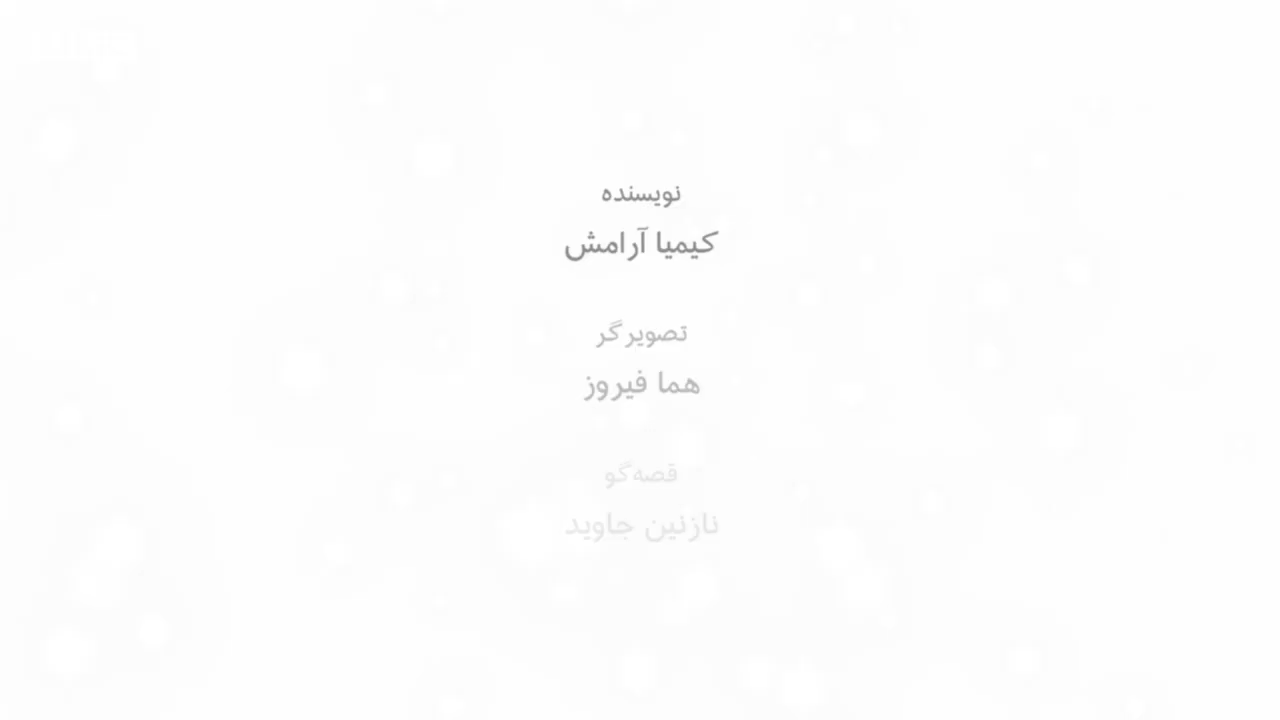 نویسنده
کیمیا آرامش
تصویرگر
هما فیروز
قصه‌گو
نازنین جاوید